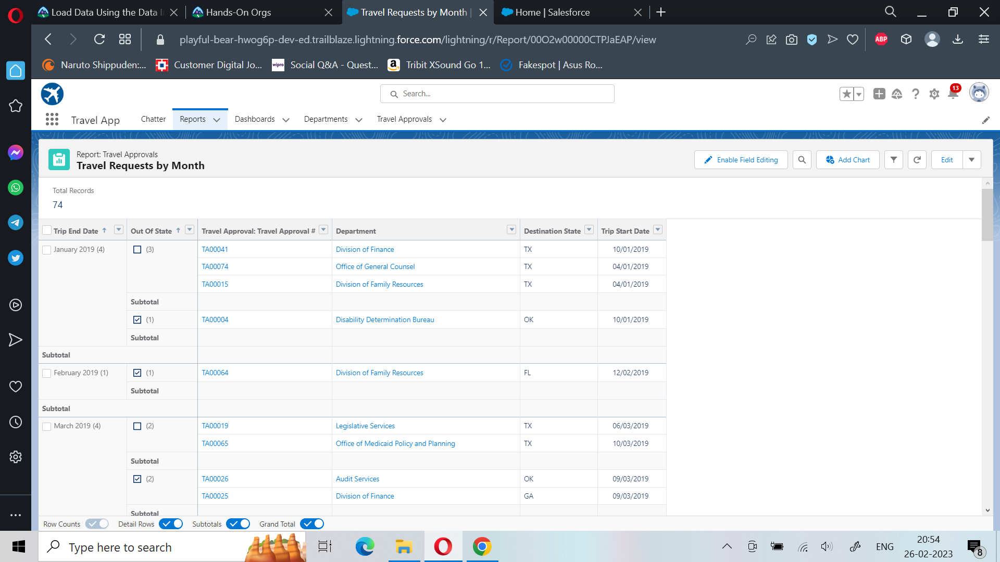 Load Data Using the Data I
Hands-On Orgs
Travel Requests by Month |
Home | Salesforce
playful-bear-hwog6p-dev-ed.trailblaze.lightning.force.com/lightning/r/Report/00O2w00000CTPJaEAP/view
ABP
Naruto Shippuden:...
Customer Digital Jo...
wipro
Social Q&A - Quest...
a
Tribit XSound Go 1...
Fakespot | Asus Ro...
Search...
13
Travel App
Chatter
Reports
Dashboards
Departments
Travel Approvals
Report: Travel Approvals
Travel Requests by Month
Enable Field Editing
Add Chart
Edit
Total Records
74
Trip End Date ↑
Out Of State ↑
Travel Approval: Travel Approval #
Department
Destination State
Trip Start Date
January 2019 (4)
(3)
TA00041
Division of Finance
TX
10/01/2019
TA00074
Office of General Counsel
TX
04/01/2019
TA00015
Division of Family Resources
TX
04/01/2019
Subtotal
(1)
TA00004
Disability Determination Bureau
OK
10/01/2019
Subtotal
Subtotal
February 2019 (1)
(1)
TA00064
Division of Family Resources
FL
12/02/2019
Subtotal
Subtotal
March 2019 (4)
(2)
TA00019
Legislative Services
TX
06/03/2019
TA00065
Office of Medicaid Policy and Planning
TX
10/03/2019
Subtotal
(2)
TA00026
Audit Services
OK
09/03/2019
TA00025
Division of Finance
GA
09/03/2019
Subtotal
Row Counts
Detail Rows
Subtotals
Grand Total
Type here to search
ENG
20:54
26-02-2023
8